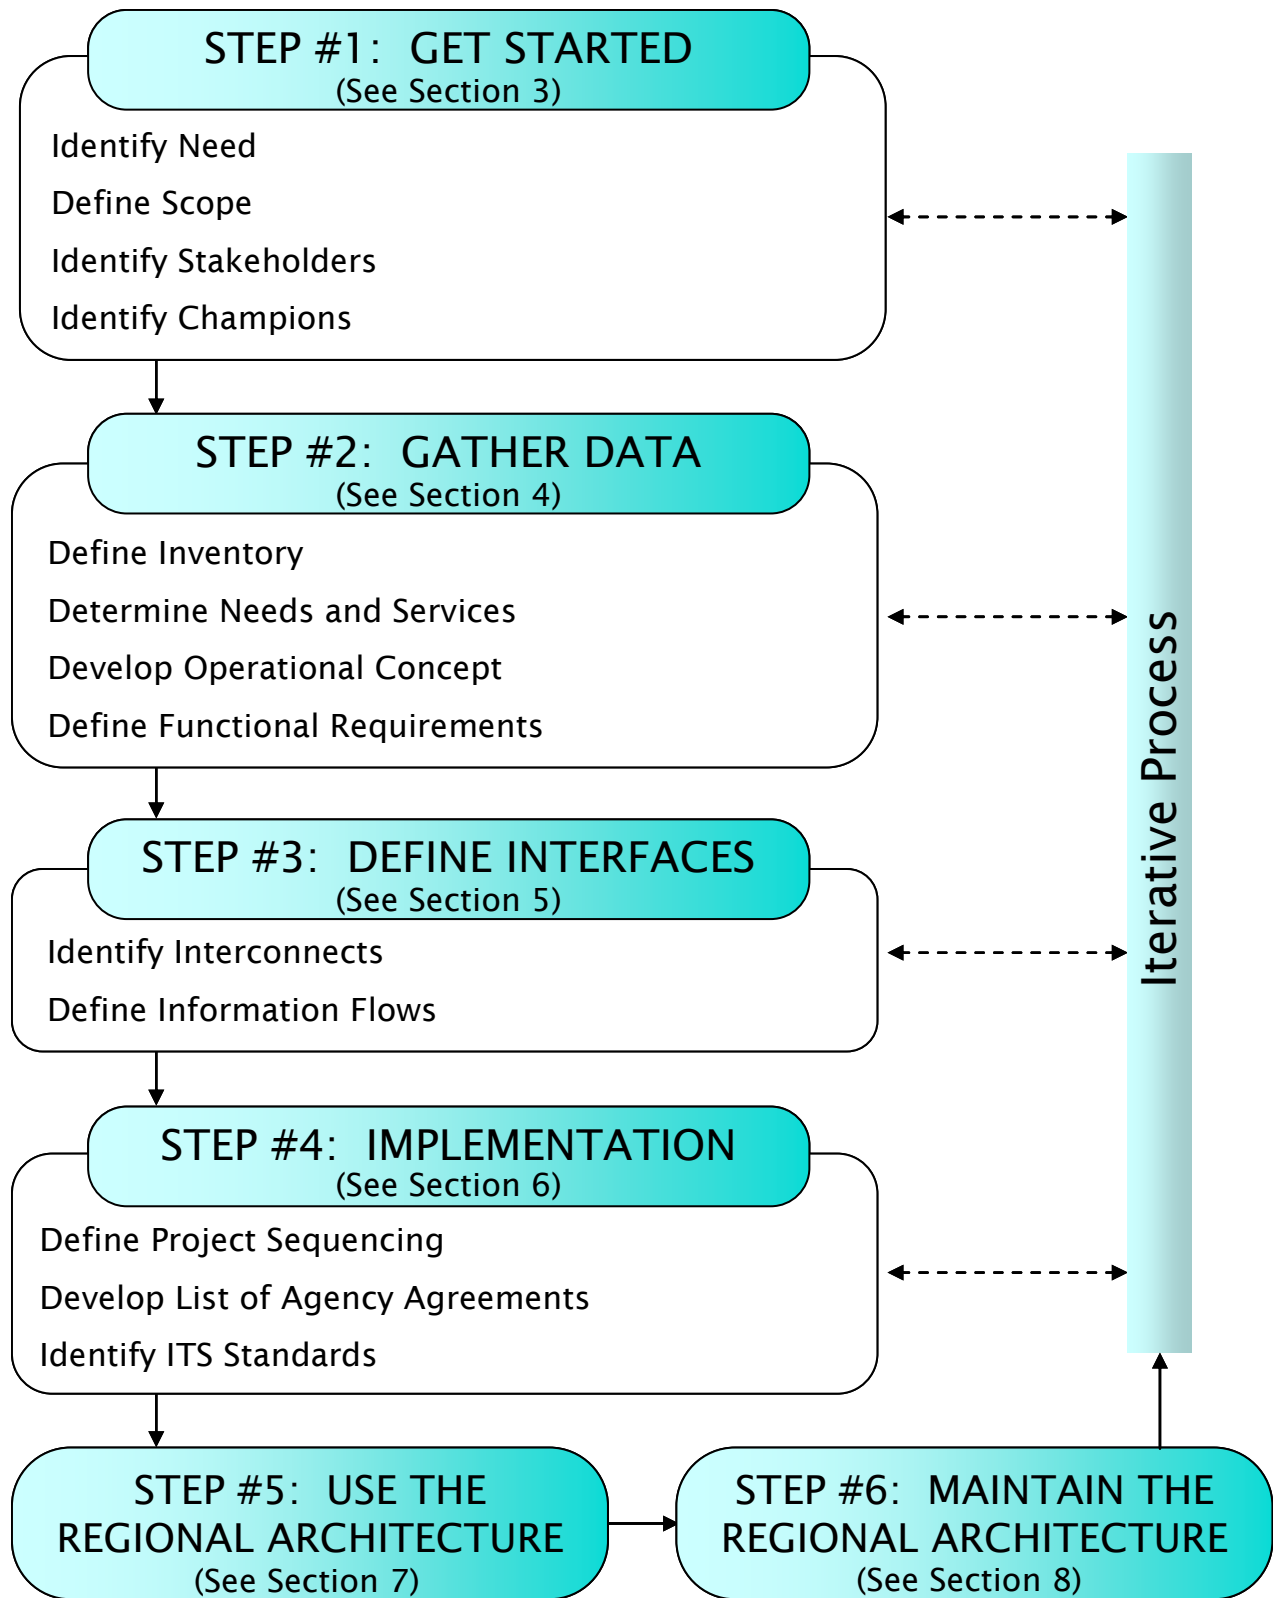 STEP #1: GET STARTED
(See Section 3)
Identify Need
Define Scope
Identify Stakeholders
Identify Champions
STEP #2: GATHER DATA
(See Section 4)
Define Inventory
Determine Needs and Services
Develop Operational Concept
Define Functional Requirements
STEP #3: DEFINE INTERFACES
(See Section 5)
Identify Interconnects
Define Information Flows
STEP #4: IMPLEMENTATION
(See Section 6)
Define Project Sequencing
Develop List of Agency Agreements
Identify ITS Standards
STEP #5: USE THE
REGIONAL ARCHITECTURE
(See Section 7)
STEP #6: MAINTAIN THE
REGIONAL ARCHITECTURE
(See Section 8)
Iterative Process